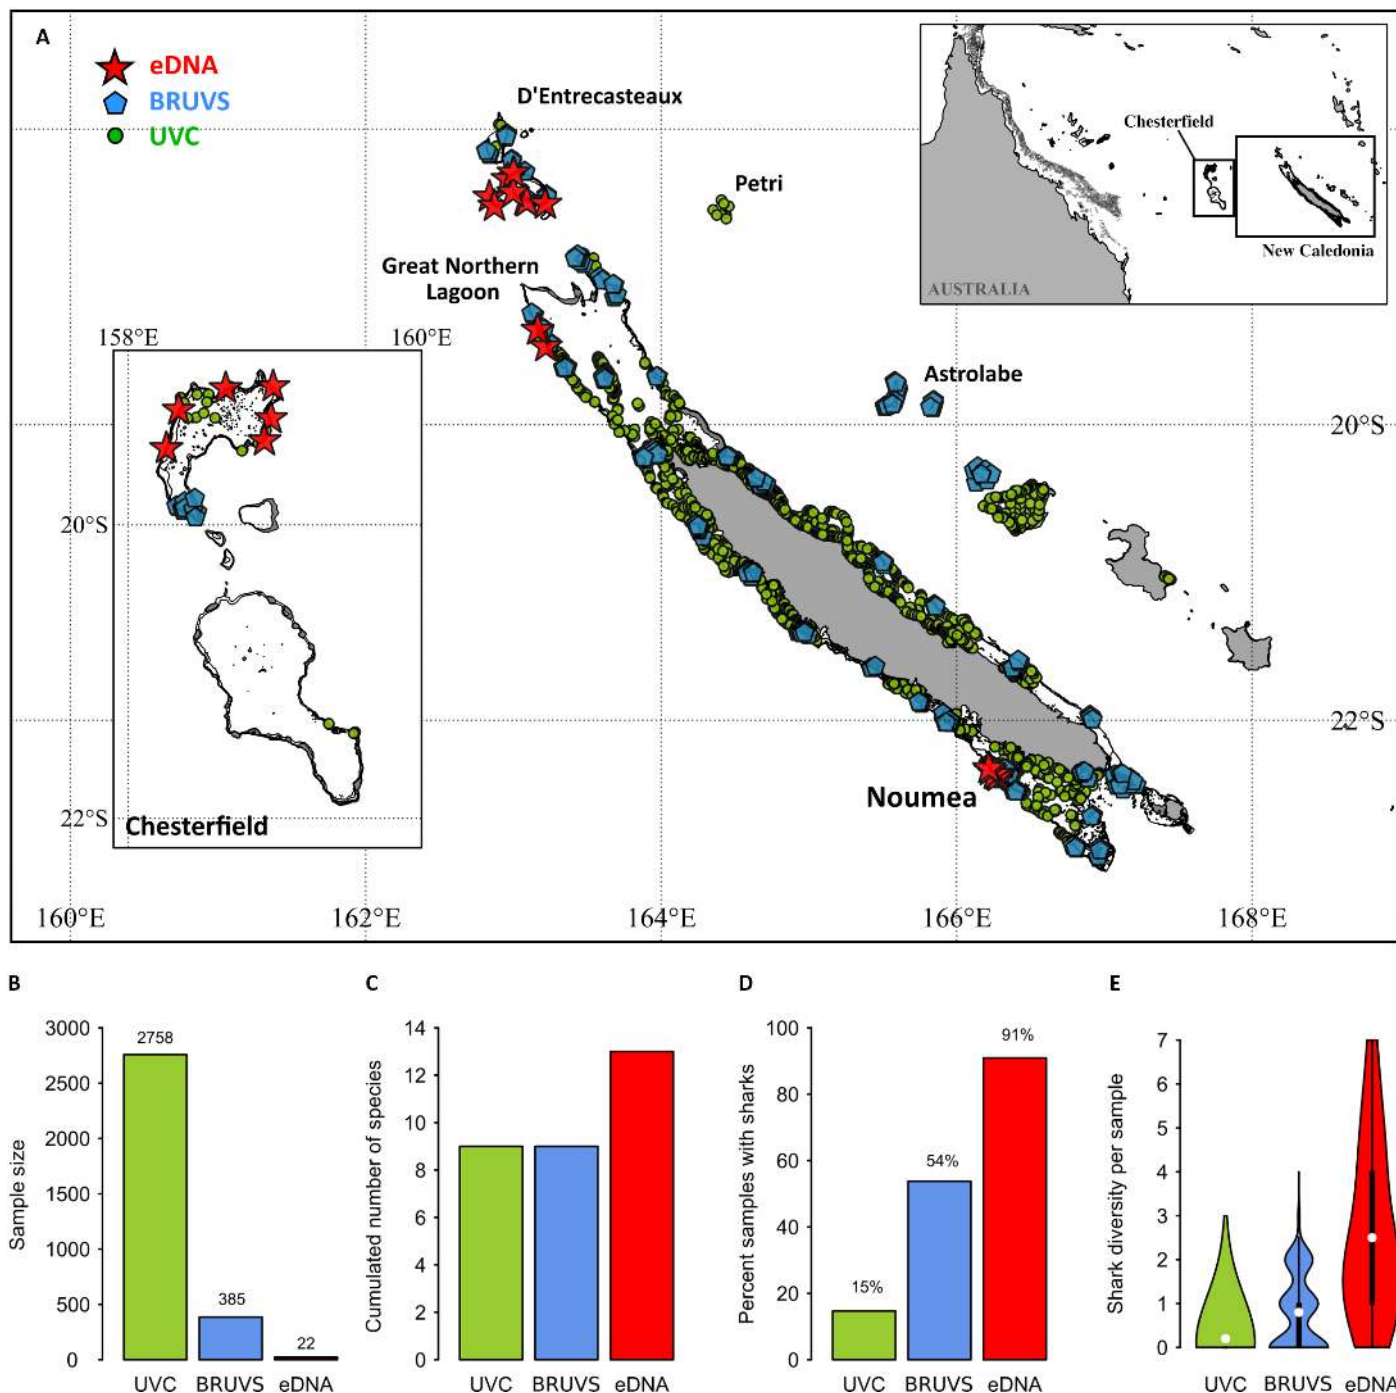 A
eDNA
BRUVS
UVC
D'Entrecasteaux
Petri
Great Northern
Lagoon
Astrolabe
Noumea
Chesterfield
New Caledonia
AUSTRALIA
158°E
160°E
20°S
22°S
Chesterfield
20°S
22°S
160°E
162°E
164°E
166°E
168°E
B
Sample size
3000
2500
2000
1500
1000
500
0
2758
385
22
UVC
BRUVS
eDNA
C
Cumulated number of species
14
12
10
8
6
4
2
0
UVC
BRUVS
eDNA
D
Percent samples with sharks
100
80
60
40
20
0
15%
54%
91%
UVC
BRUVS
eDNA
E
Shark diversity per sample
7
6
5
4
3
2
1
0
UVC
BRUVS
eDNA